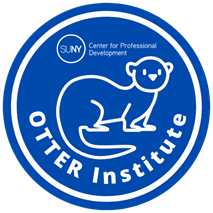 SUNY
Center for Professional
Development
OTTER Institute